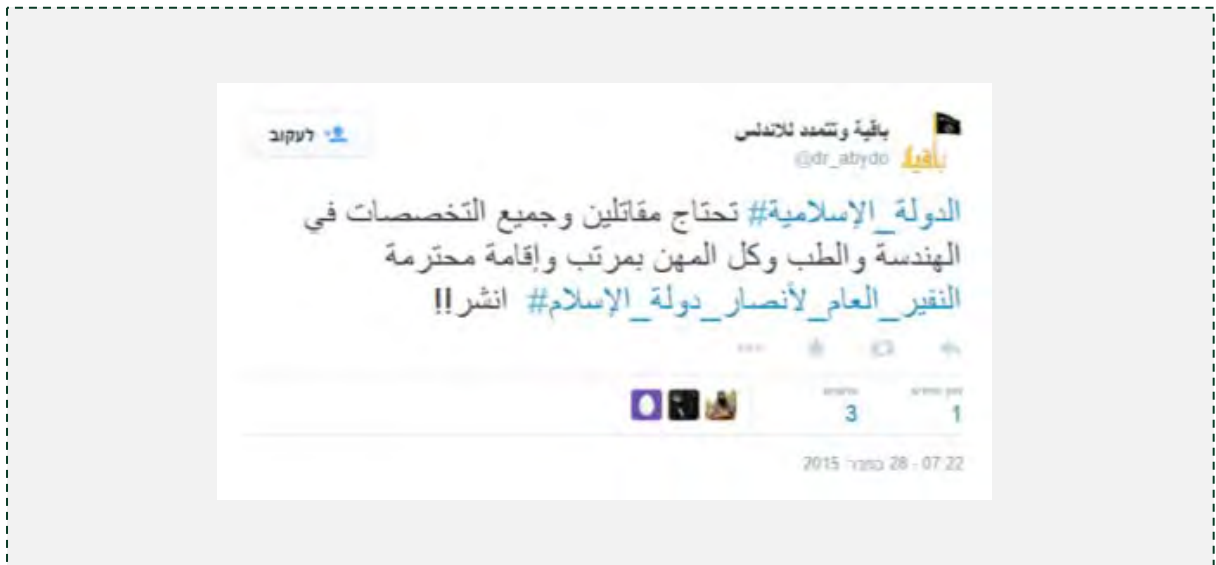 לעקוב
باقية وتتمدد للاندلس
@dr_abydo
باقية
#الدولة_الإسلامية تحتاج مقاتلين وجميع التخصصات في
الهندسة والطب وكل المهن بمرتب وإقامة محترمة
#النفير_العام_لأنصار_دولة_الإسلام انشر!!
3
1
07:22 - 28 2015